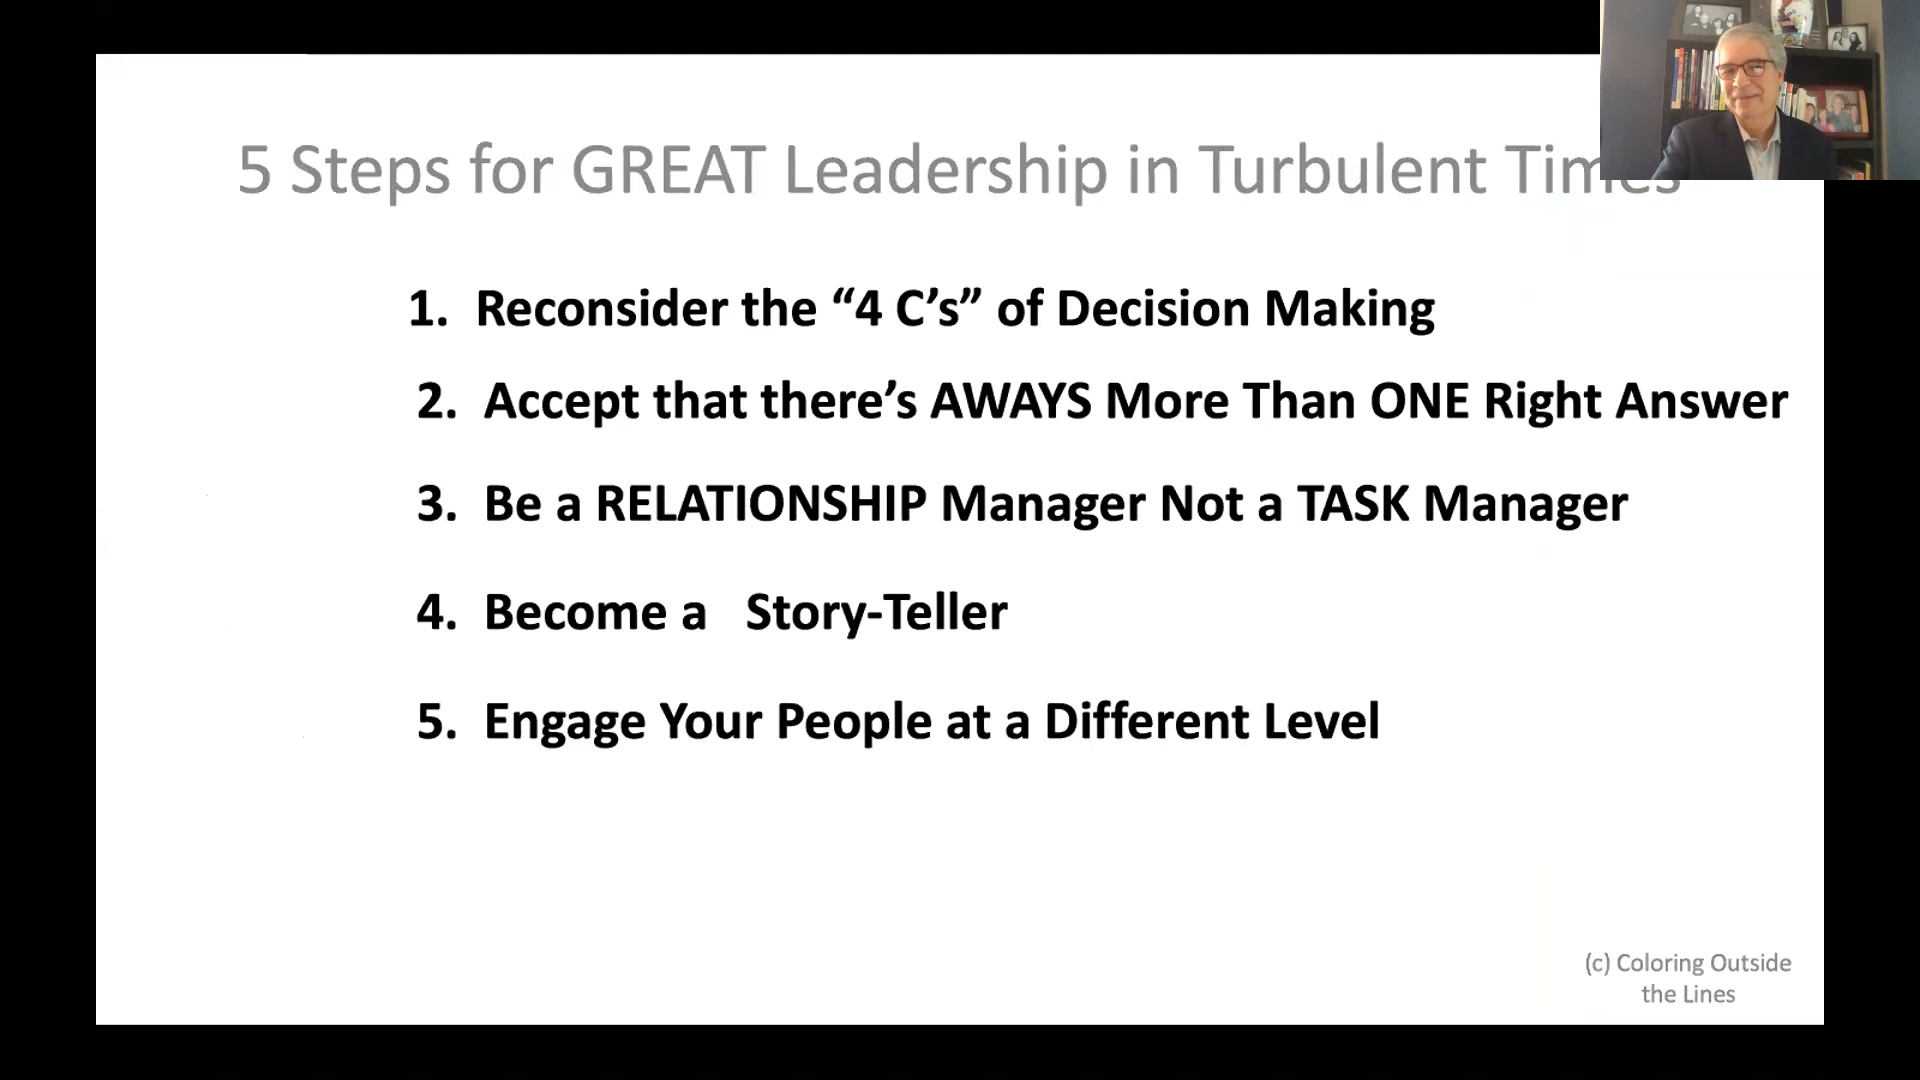 5 Steps for GREAT Leadership in Turbulent Times
1. Reconsider the “4 C’s” of Decision Making
2. Accept that there’s AWAYS More Than ONE Right Answer
3. Be a RELATIONSHIP Manager Not a TASK Manager
4. Become a   Story-Teller
5. Engage Your People at a Different Level
(c) Coloring Outside
the Lines